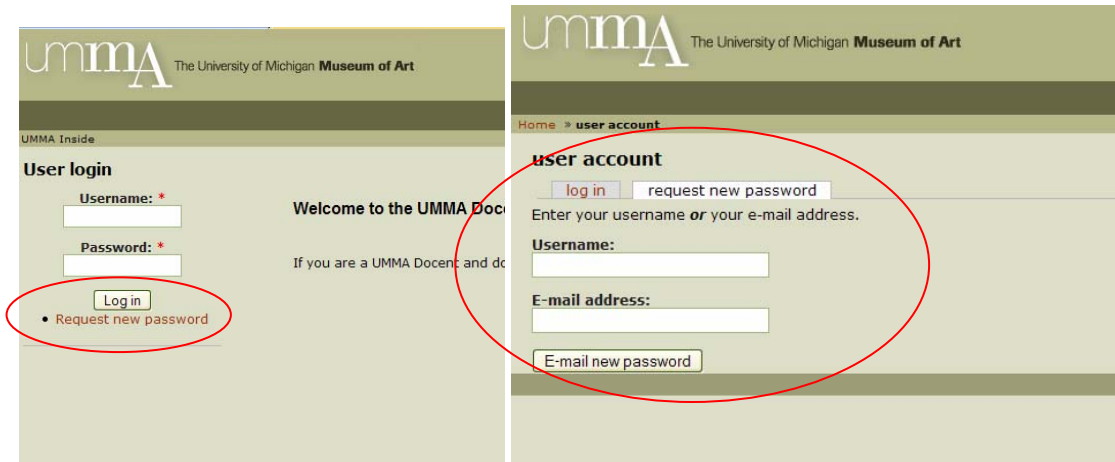 umMA The University of Michigan Museum of Art
UMMA Inside
User login
Username: *
Password: *
Log in
• Request new password
Welcome to the UMMA
If you are a UMMA Docent and
umMA The University of Michigan Museum of Art
Home » user account
user account
log in request new password
Enter your username or your e-mail address.
Username:
E-mail address:
E-mail new password